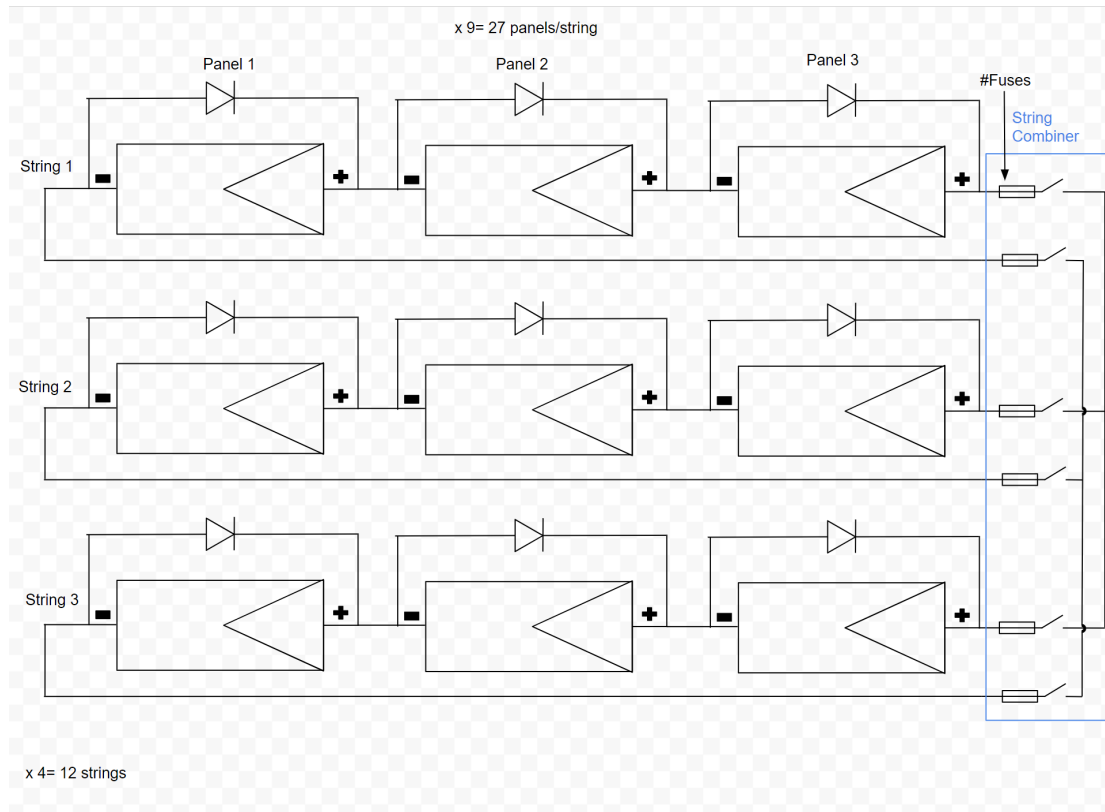 x 9= 27 panels/string
Panel 1
Panel 2
Panel 3
#Fuses
String
Combiner
String 1
String 2
String 3
x 4= 12 strings